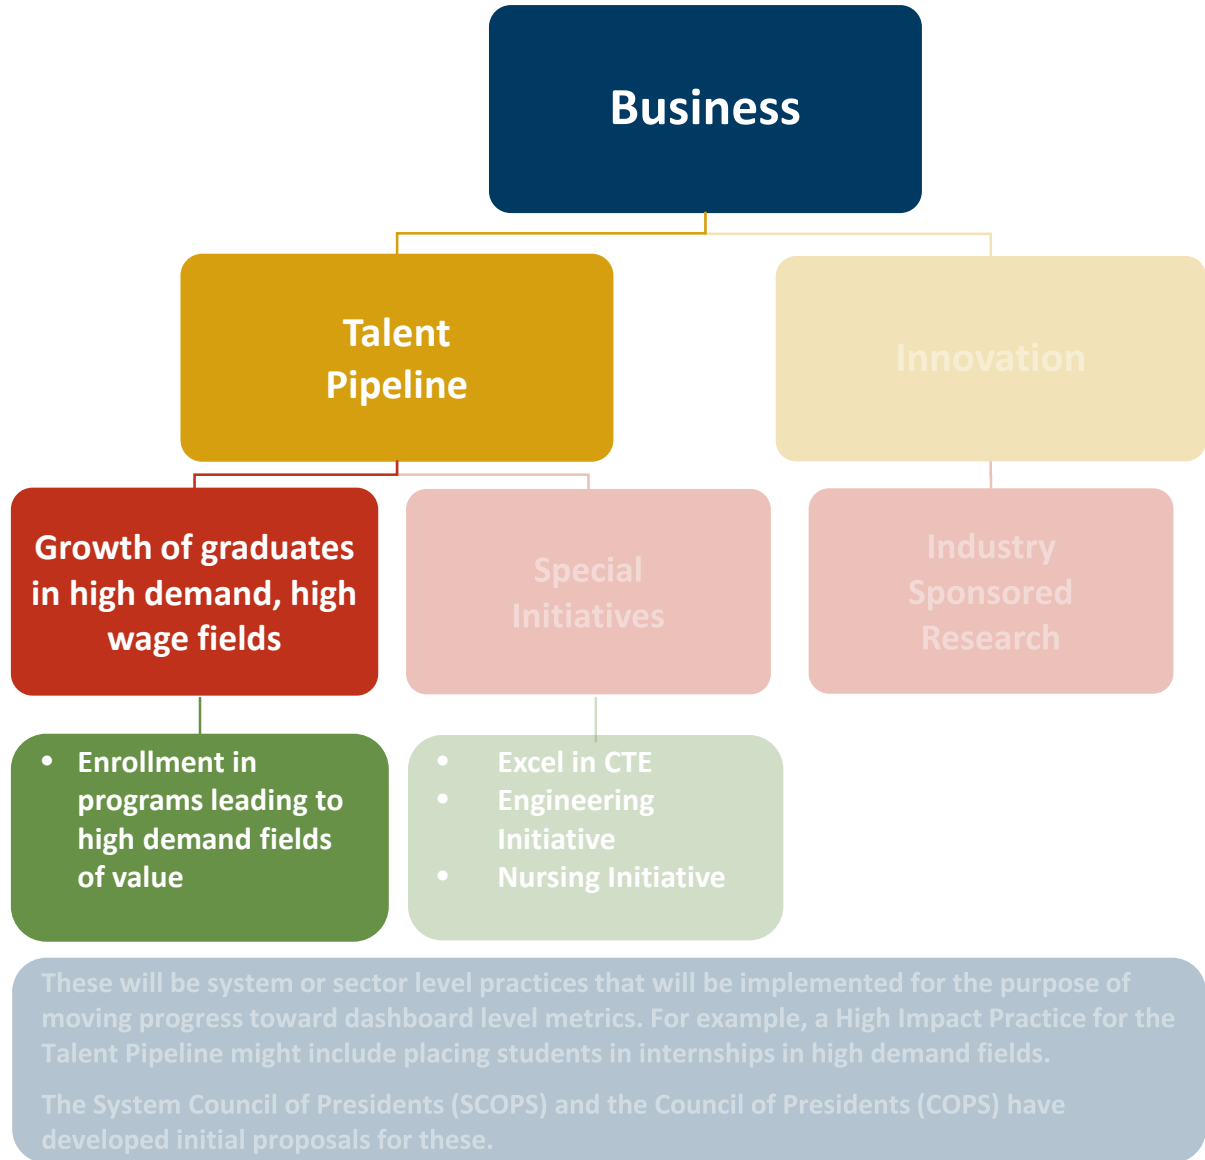 Business
Talent
Pipeline
Innovation
Growth of graduates
in high demand, high
wage fields
Special
Initiatives
Industry
Sponsored
Research
• Enrollment in
programs leading to
high demand fields
of value
• Excel in CTE
• Engineering
Initiative
• Nursing Initiative
These will be system or sector level practices that will be implemented for the purpose of
moving progress toward dashboard level metrics. For example, a High Impact Practice for the
Talent Pipeline might include placing students in internships in high demand fields.
The System Council of Presidents (SCOPS) and the Council of Presidents (COPS) have
developed initial proposals for these.